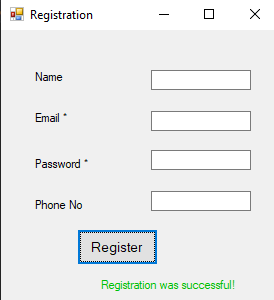 Registration
Name
Email *
Password *
Phone No
Register
Registration was successful!